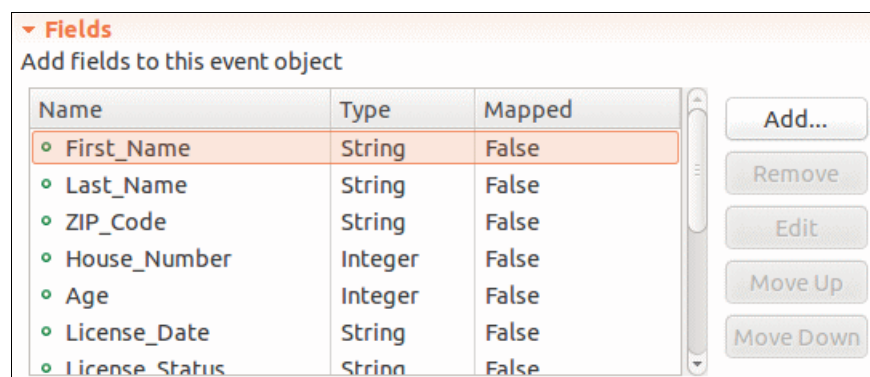 Fields
Add fields to this event object
Name Type Mapped
First_Name String False
Last_Name String False
ZIP_Code String False
House_Number Integer False
Age Integer False
License_Date String False
License_Status String False
Add...
Remove
Edit
Move Up
Move Down